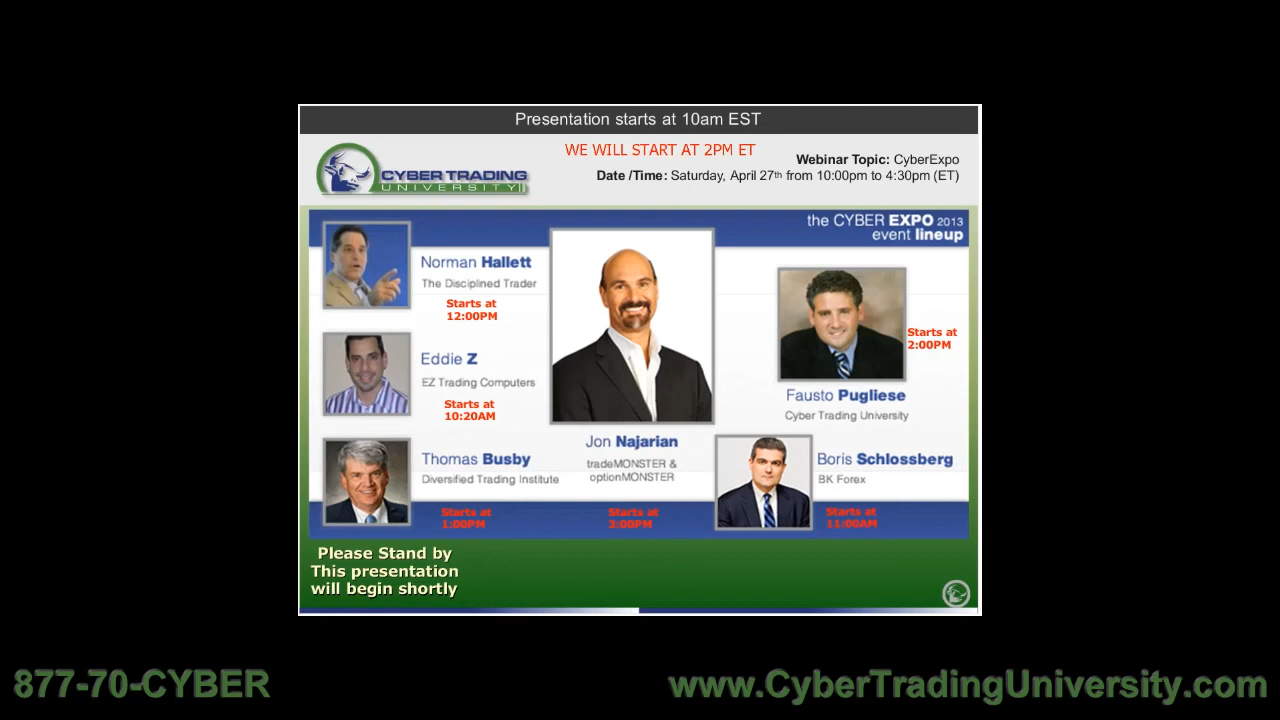 Presentation starts at 10am EST
WE WILL START AT 2PM ET
Webinar Topic: CyberExpo
Date /Time: Saturday, April 27th from 10:00pm to 4:30pm (ET)
CYBER TRADING
UNIVERSITY
the CYBER EXPO 2013
event lineup
Norman Hallett
The Disciplined Trader
Starts at
12:00PM
Eddie Z
EZ Trading Computers
Starts at
10:20AM
Thomas Busby
Diversified Trading Institute
Starts at
1:00PM
Jon Najarian
tradeMONSTER &
optionMONSTER
Starts at
3:00PM
Starts at
2:00PM
Fausto Pugliese
Cyber Trading University
Boris Schlossberg
BK Forex
Starts at
11:00AM
Please Stand by
This presentation
will begin shortly
877-70-CYBER
www.CyberTradingUniversity.com